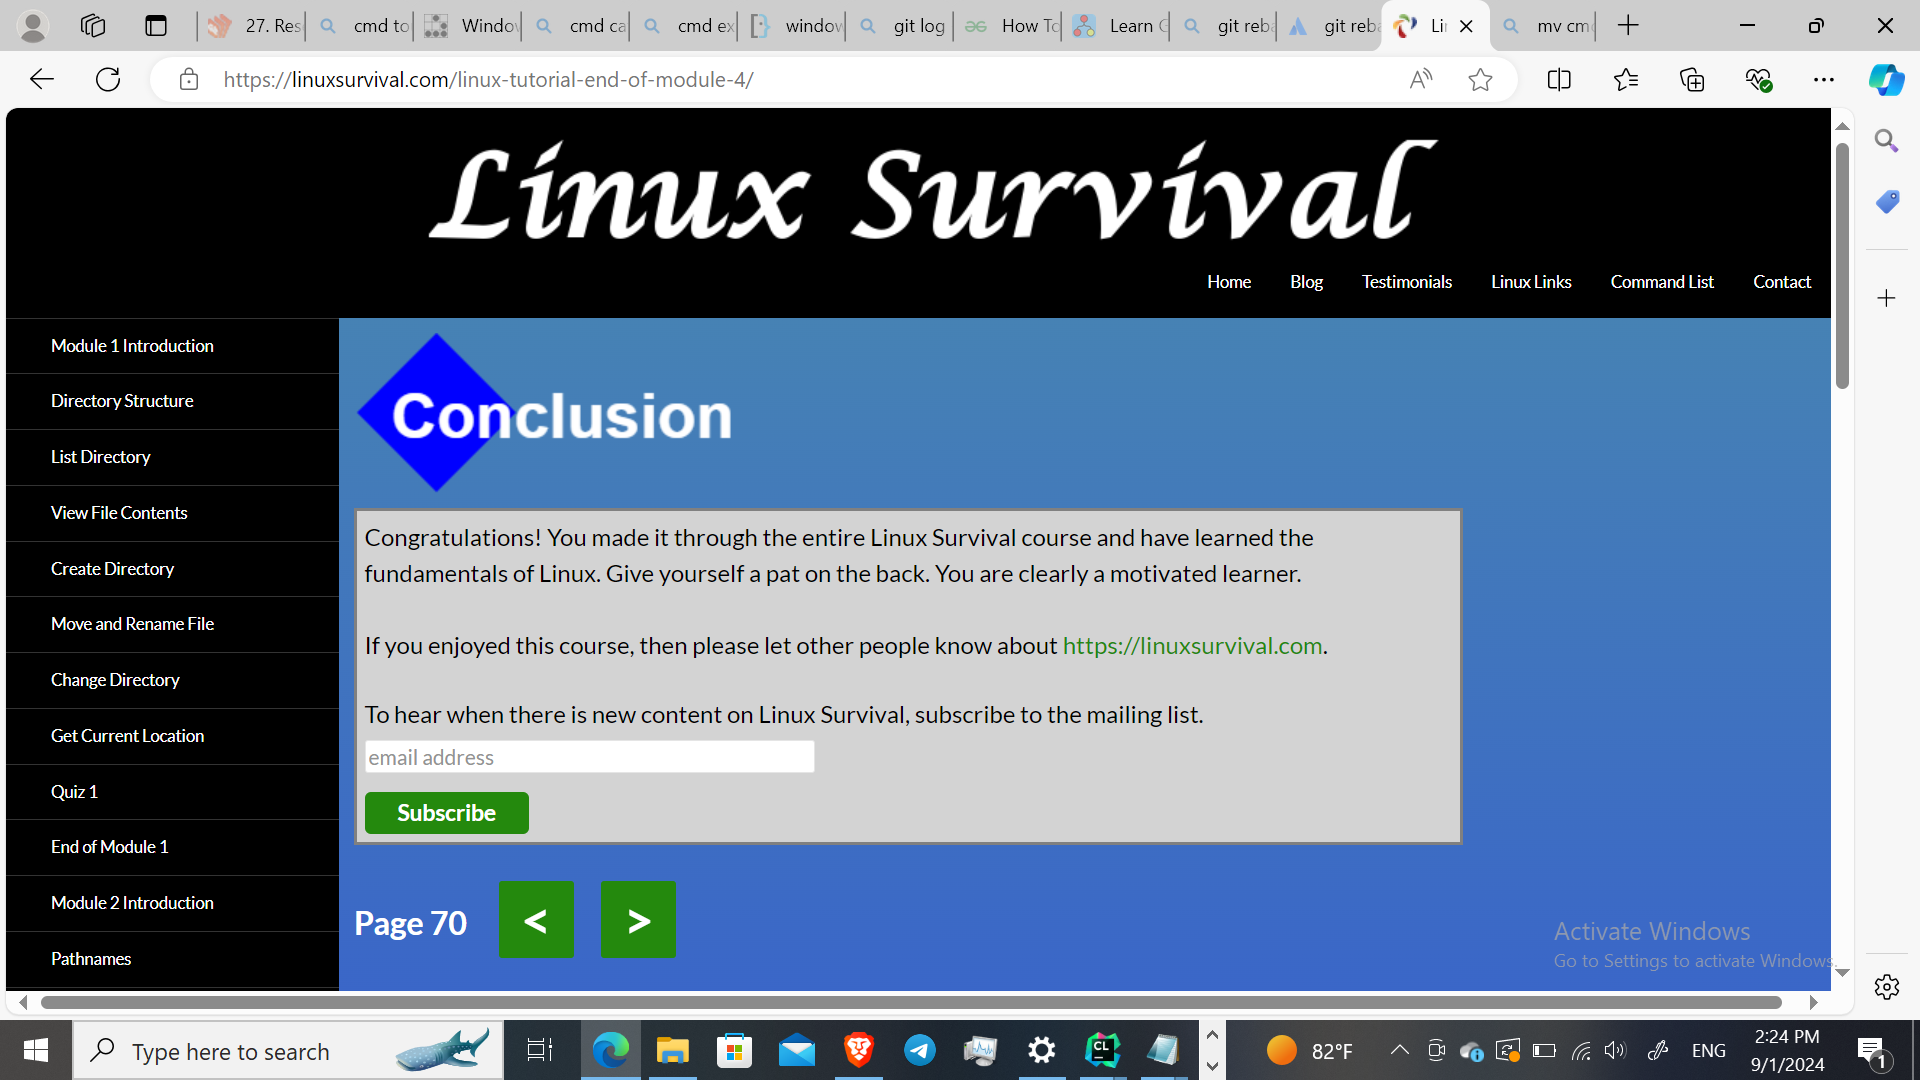 27. Res
cmd to
Window
cmd ca
cmd ex
window
git log
How To
Learn G
git reba
git reba
Li
mv cmd
https://linuxsurvival.com/linux-tutorial-end-of-module-4/
Linux Survival
Home
Blog
Testimonials
Linux Links
Command List
Contact
Module 1 Introduction
Directory Structure
List Directory
View File Contents
Create Directory
Move and Rename File
Change Directory
Get Current Location
Quiz 1
End of Module 1
Module 2 Introduction
Pathnames
Conclusion
Congratulations! You made it through the entire Linux Survival course and have learned the
fundamentals of Linux. Give yourself a pat on the back. You are clearly a motivated learner.
If you enjoyed this course, then please let other people know about https://linuxsurvival.com.
To hear when there is new content on Linux Survival, subscribe to the mailing list.
email address
Subscribe
Page 70
<
>
Activate Windows
Go to Settings to activate Windows.
Type here to search
CL
82°F
ENG
2:24 PM
9/1/2024
1